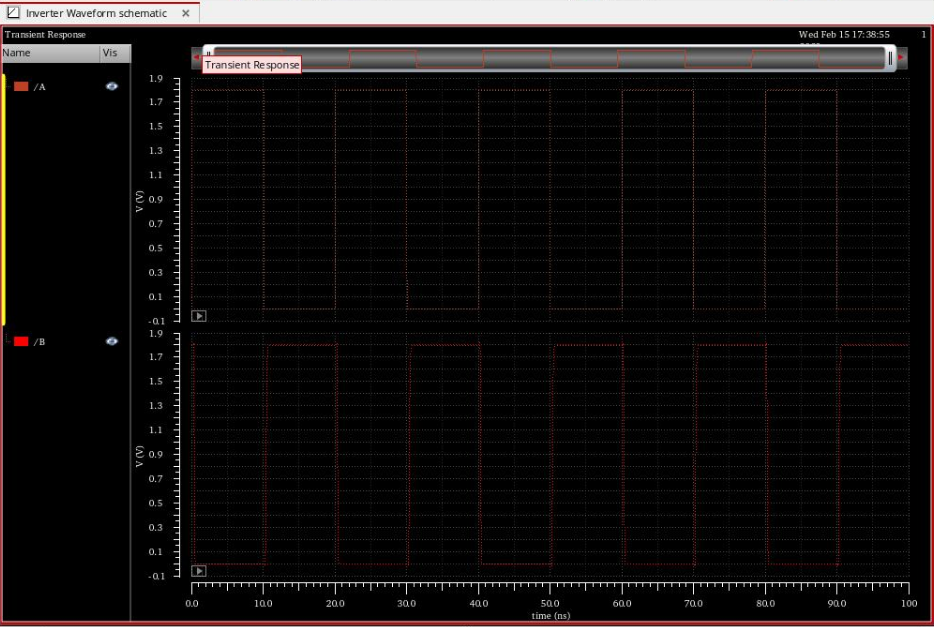 Inverter Waveform schematic ×
Transient Response
Wed Feb 15 17:38:55 1
Name Vis
Transient Response
/A
1.9
1.7
1.5
1.3
1.1
0.9
0.7
0.5
0.3
0.1
-0.1
V (V)
/B
1.9
1.7
1.5
1.3
1.1
0.9
0.7
0.5
0.3
0.1
-0.1
V (V)
0.0 10.0 20.0 30.0 40.0 50.0 60.0 70.0 80.0 90.0 100
time (ns)